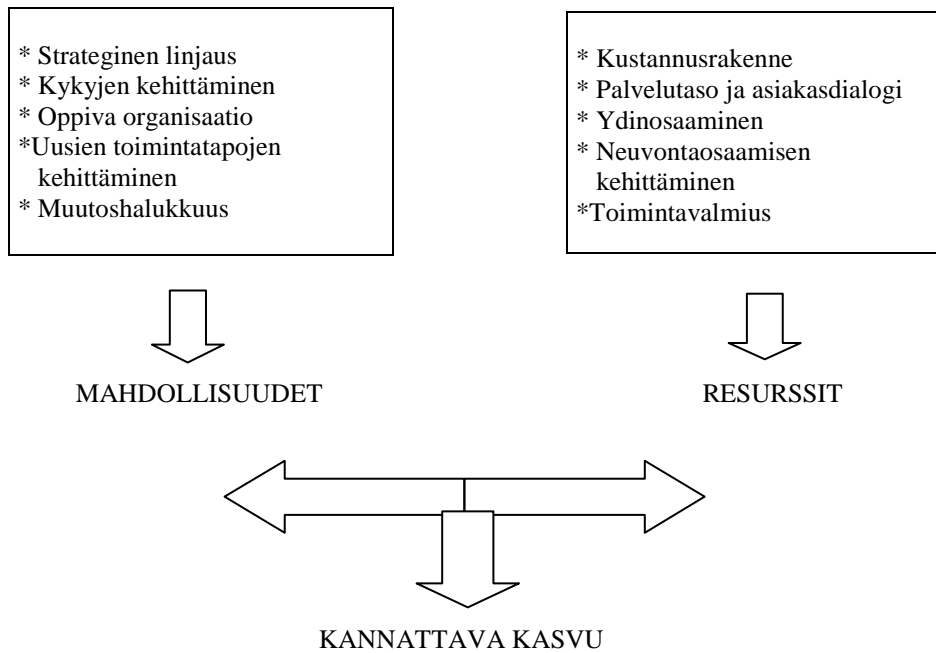 * Strateginen linjaus
* Kykyjen kehittäminen
* Oppiva organisaatio
*Uusien toimintatapojen
kehittäminen
* Muutoshalukkuus
* Kustannusrakenne
* Palvelutaso ja asiakasdialogi
* Ydinosaaminen
* Neuvontaosaamisen
kehittäminen
*Toimintavalmius
MAHDOLLISUUDET
RESURSSIT
KANNATTAVA KASVU